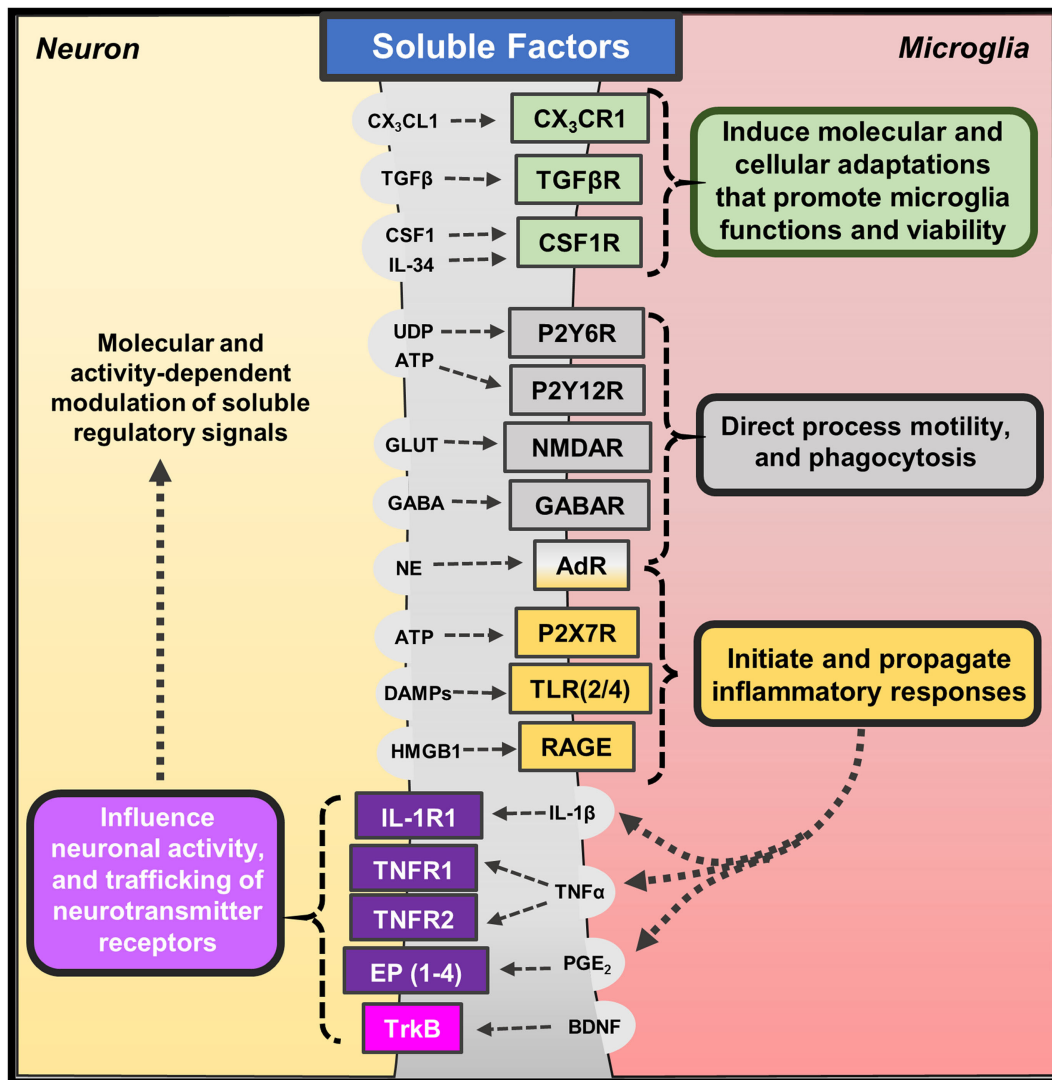 Neuron
Soluble Factors
Microglia
CX₃CL1
CX₃CR1
TGFβ
TGFβR
CSF1
IL-34
CSF1R
Induce molecular and
cellular adaptations
that promote microglia
functions and viability
UDP
P2Y6R
ATP
P2Y12R
GLUT
NMDAR
GABA
GABAR
Direct process motility,
and phagocytosis
Molecular and
activity-dependent
modulation of soluble
regulatory signals
NE
AdR
ATP
P2X7R
DAMPs
TLR(2/4)
HMGB1
RAGE
Initiate and propagate
inflammatory responses
Influence
neuronal activity,
and trafficking of
neurotransmitter
receptors
IL-1R1
IL-1β
TNFR1
TNFR2
TNFα
EP (1-4)
PGE₂
TrkB
BDNF